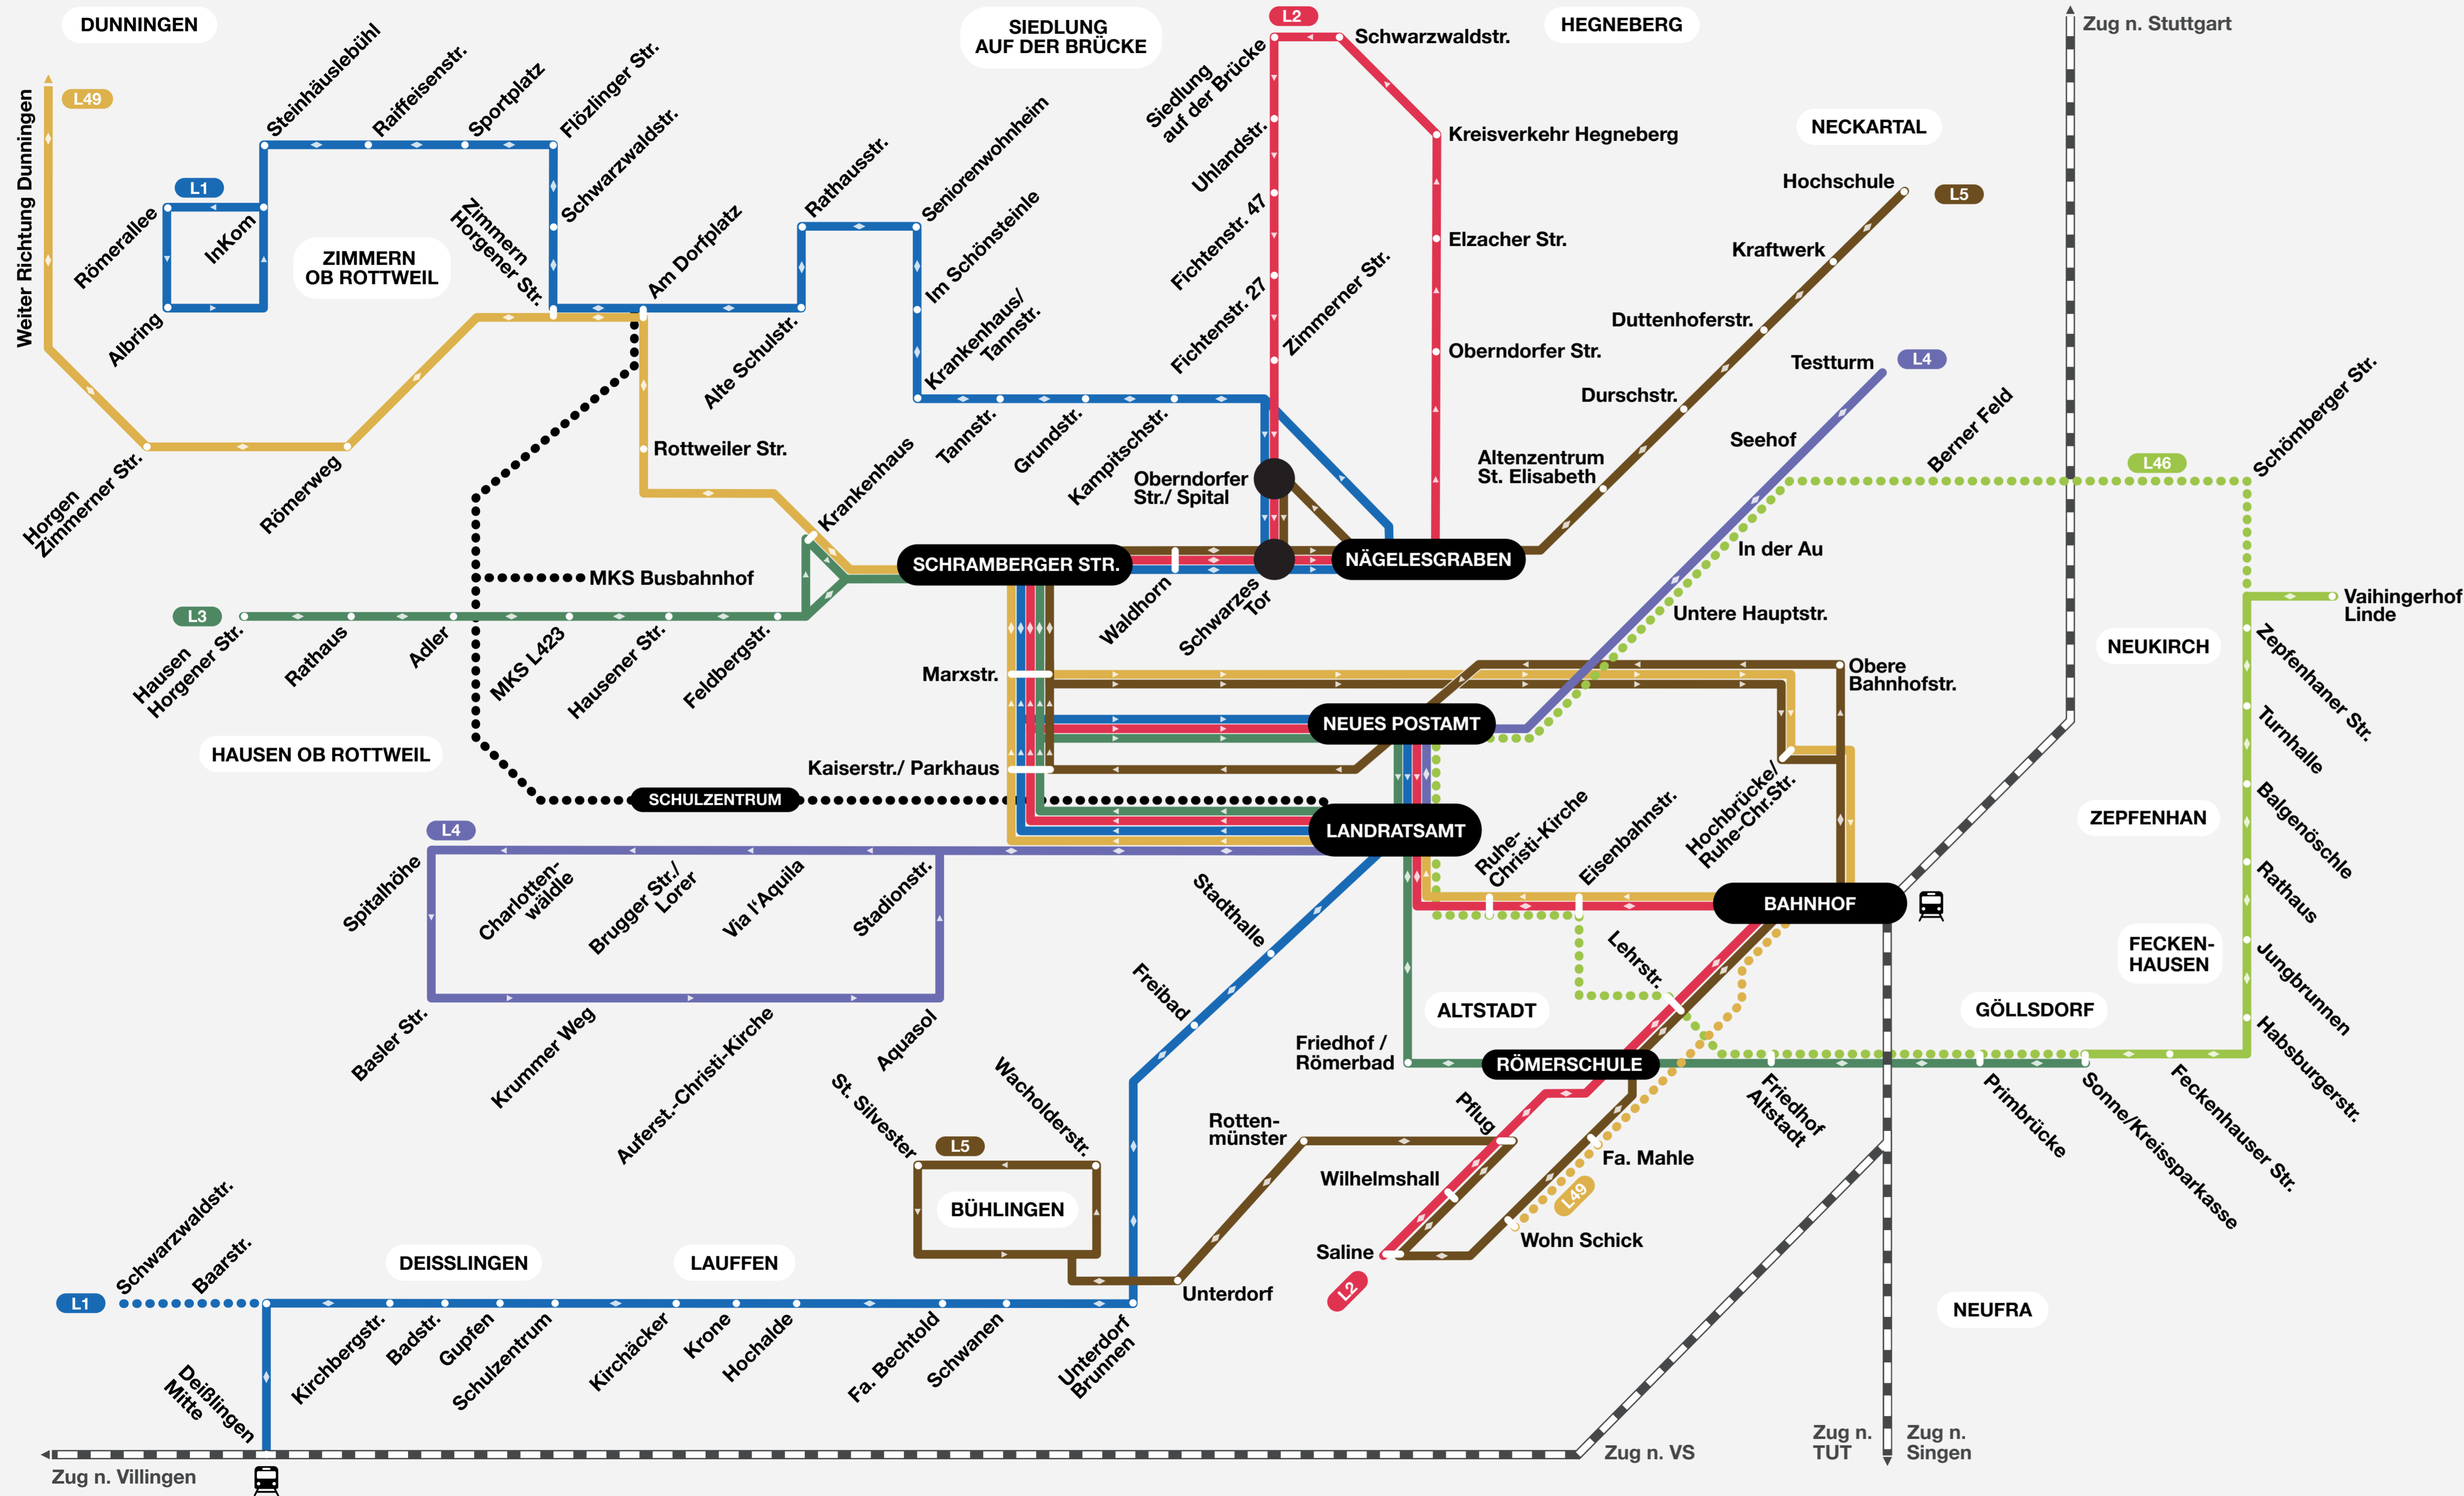 DUNNINGEN
SIEDLUNG
AUF DER BRÜCKE
L2
HEGNEBERG
Zug n. Stuttgart
L49
Weiter Richtung Dunningen
Steinhäuslebühl
Raiffeisenstr.
Sportplatz
Flözlinger Str.
Schwarzwaldstr.
Siedlung
auf der Brücke
Schwarzwaldstr.
Kreisverkehr Hegneberg
NECKARTAL
L1
Römerallee
InKom
Albring
ZIMMERN
OB ROTTWEIL
Zimmern
Horgener Str.
Am Dorfplatz
Rathausstr.
Seniorenwohnheim
Im Schönsteinle
Krankenhaus/
Tannstr.
Alte Schulstr.
Uhlandstr.
Fichtenstr. 47
Fichtenstr. 27
Zimmerner Str.
Elzacher Str.
Oberndorfer Str.
Hochschule
L5
Kraftwerk
Duttenhoferstr.
Durschstr.
Altenzentrum
St. Elisabeth
Testturm
L4
Seehof
Berner Feld
L46
Schömberger Str.
In der Au
Untere Hauptstr.
Vaihingerhof
Linde
Horgen
Zimmerner Str.
Römerweg
Rottweiler Str.
Krankenhaus
Tannstr.
Grundstr.
Kampitschstr.
Oberndorfer
Str./ Spital
SCHRAMBERGER STR.
NÄGELESGRABEN
Waldhorn
Schwarzes
Tor
MKS Busbahnhof
L3
Hausen
Horgener Str.
Rathaus
Adler
MKS L423
Hausener Str.
Feldbergstr.
HAUSEN OB ROTTWEIL
Marxstr.
Obere
Bahnhofstr.
NEUES POSTAMT
Kaiserstr./ Parkhaus
SCHULZENTRUM
LANDRATSAMT
Hochbrücke/
Ruhe-Chr.Str.
Ruhe-
Christi-Kirche
Eisenbahnstr.
BAHNHOF
NEUKIRCH
Zepfenhaner Str.
Turnhalle
ZEPFENHAN
Balgenöschle
Rathaus
FECKEN-
HAUSEN
Jungbrunnen
Habsburgerstr.
L4
Spitalhöhe
Charlotten-
wäldle
Brugger Str./
Lorer
Via l‘Aquila
Stadionstr.
Basler Str.
Krummer Weg
Auferst.-Christi-Kirche
Aquasol
Stadthalle
Freibad
Lehrstr.
ALTSTADT
GÖLLSDORF
Friedhof /
Römerbad
RÖMERSCHULE
Friedhof
Altstadt
Primbrücke
Sonne/Kreissparkasse
Feckenhauser Str.
St. Silvester
L5
Wacholderstr.
BÜHLINGEN
Rotten-
münster
Pflug
Wilhelmshall
Saline
L2
Fa. Mahle
L49
Wohn Schick
Unterdorf
Schwarzwaldstr.
Baarstr.
L1
DEISSLINGEN
LAUFFEN
Deißlingen
Mitte
Kirchbergstr.
Badstr.
Gupfen
Schulzentrum
Kirchäcker
Krone
Hochalde
Fa. Bechtold
Schwanen
Unterdorf
Brunnen
NEUFRA
Zug n. Villingen
Zug n. VS
Zug n.
TUT
Zug n.
Singen